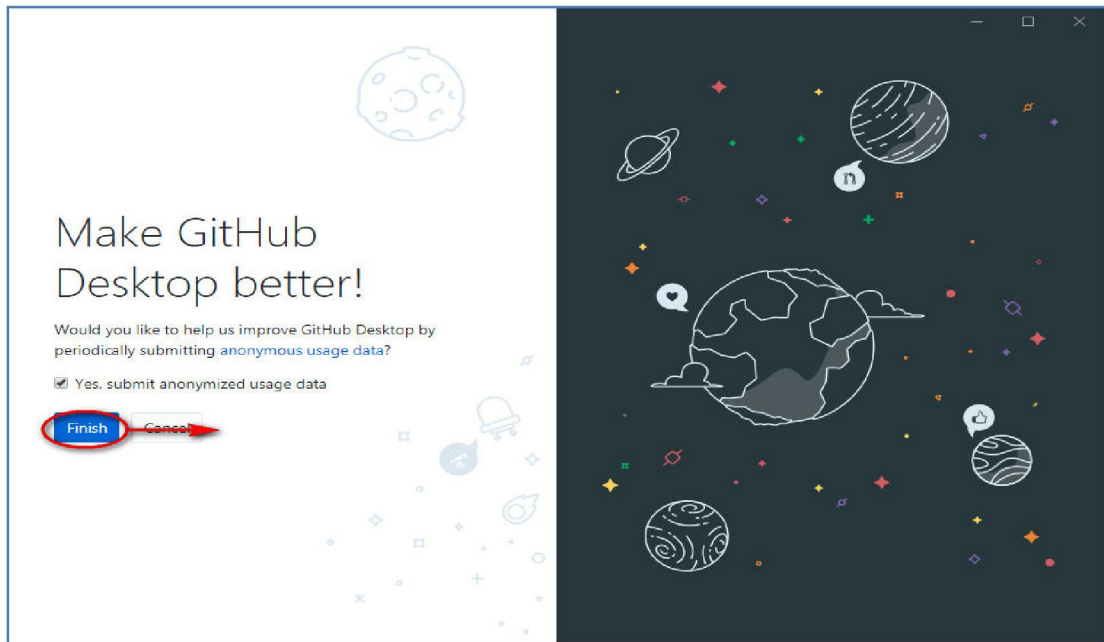 Make GitHub
Desktop better!
Would you like to help us improve GitHub Desktop by
periodically submitting anonymous usage data?
Yes, submit anonymized usage data
Finish
Cancel